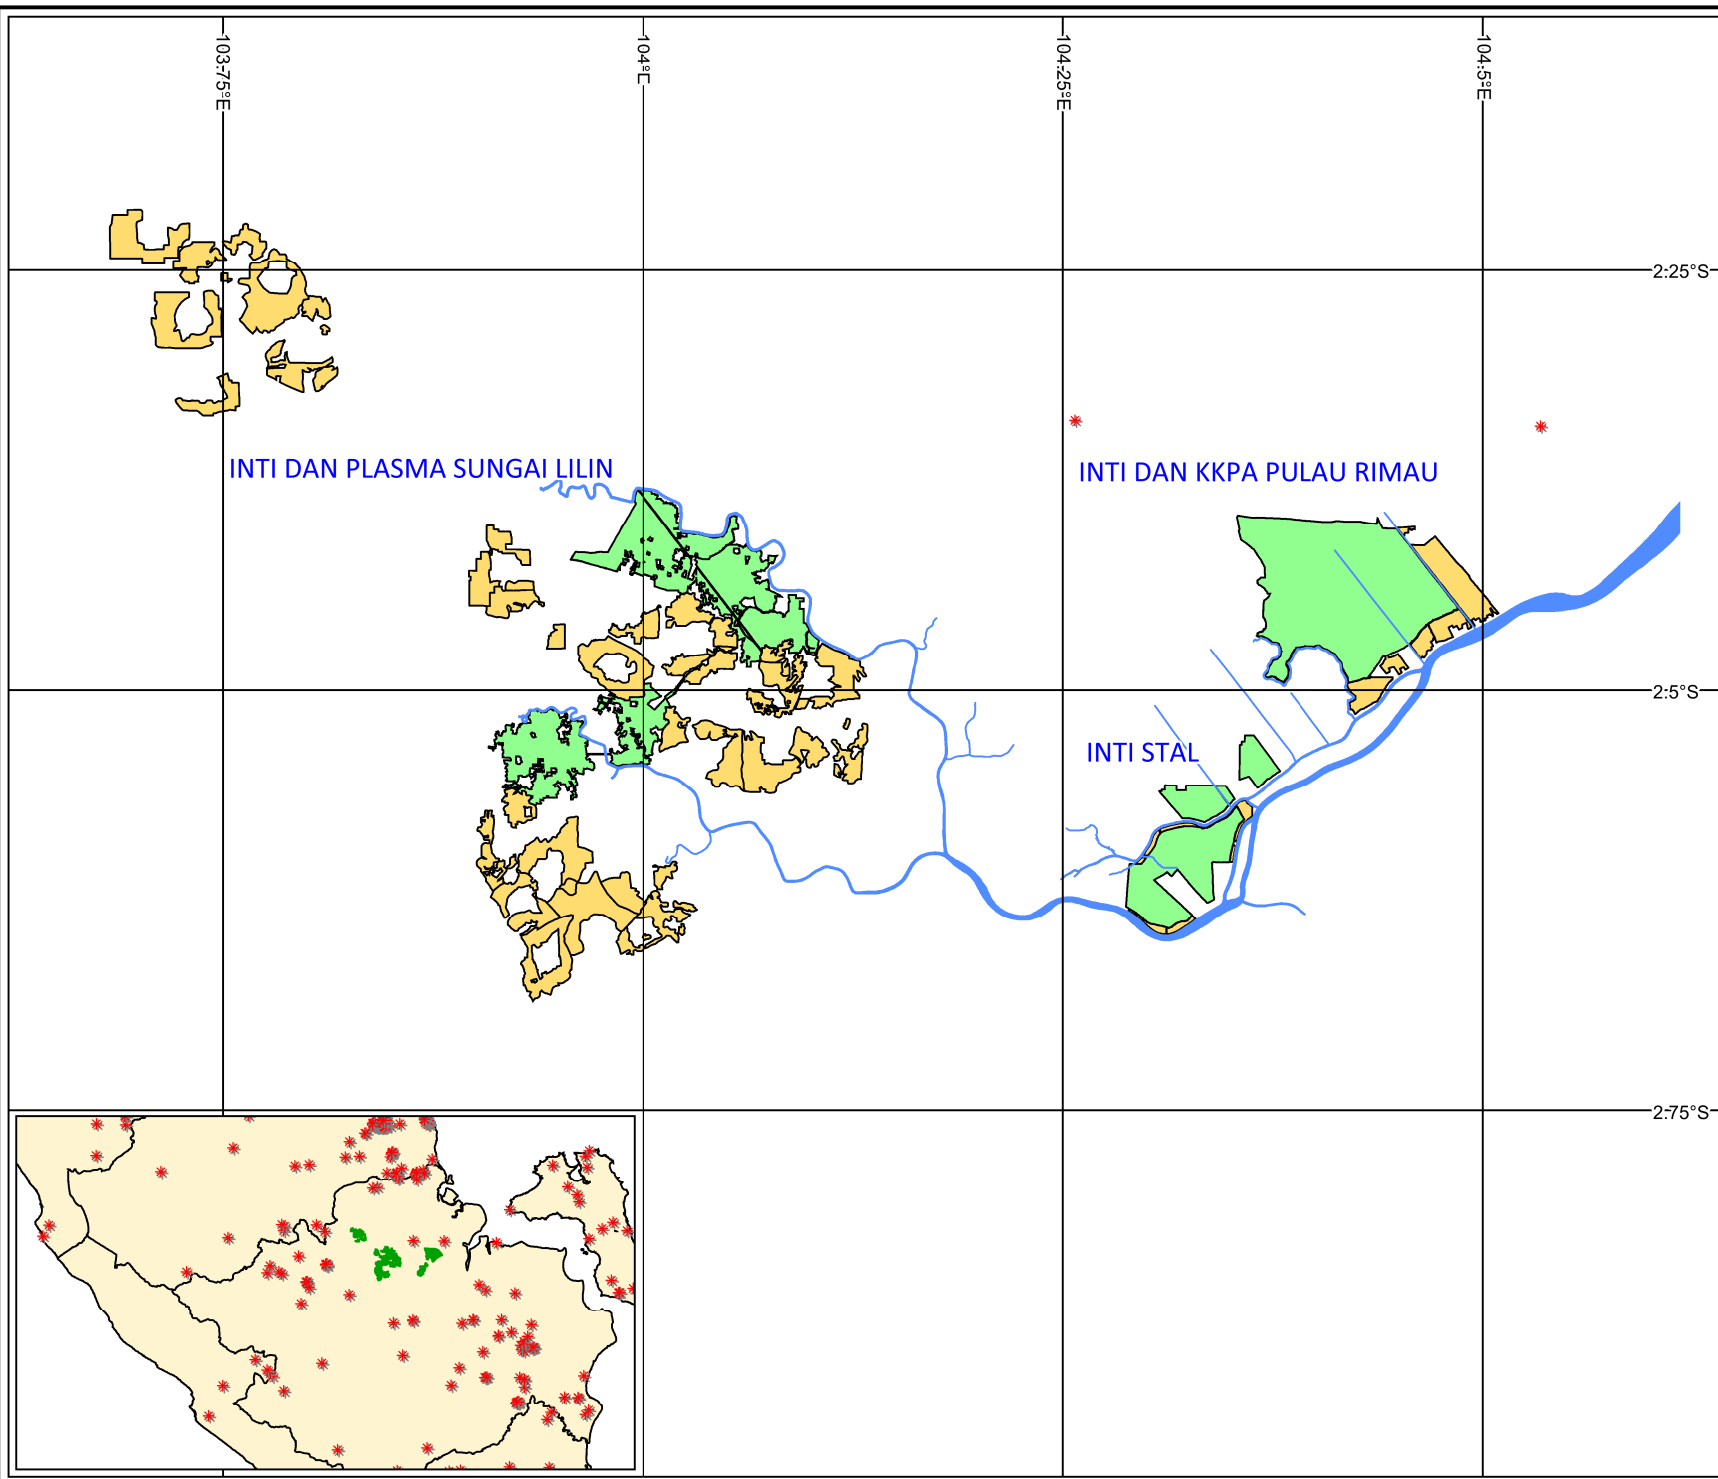 103.75°E
104°E
104.25°E
104.5°E
2.25°S
INTI DAN PLASMA SUNGAI LILIN
INTI DAN KKPA PULAU RIMAU
2.5°S
INTI STAL
2.75°S